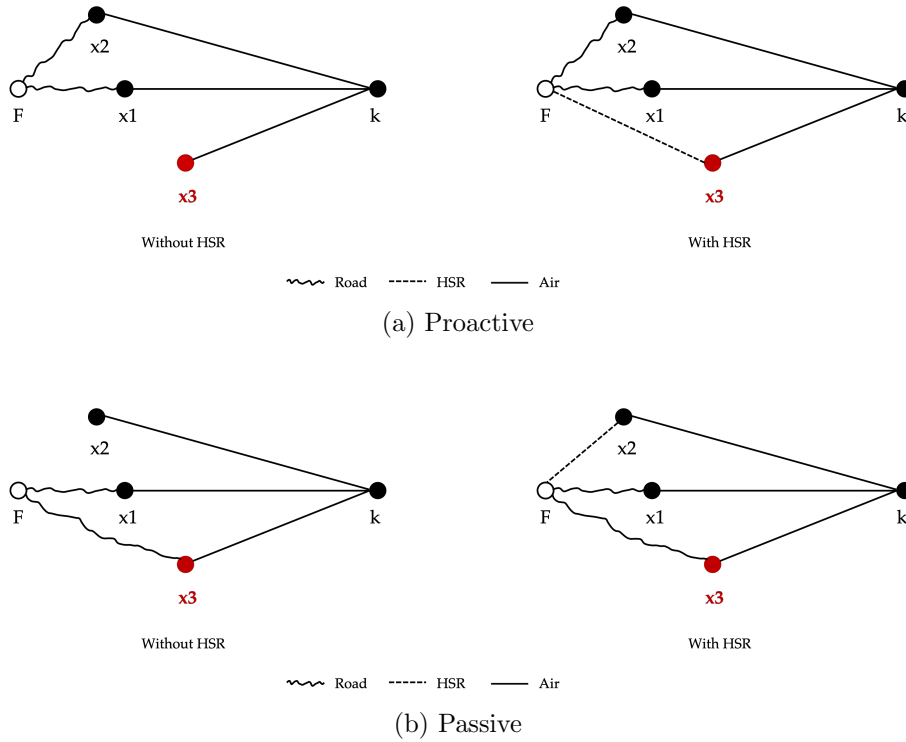 x2 x2
F x1 k F x1 k
x3 x3
Without HSR With HSR
Road HSR Air
(a) Proactive
x2 x2
F x1 k F x1 k
x3 x3
Without HSR With HSR
Road HSR Air
(b) Passive